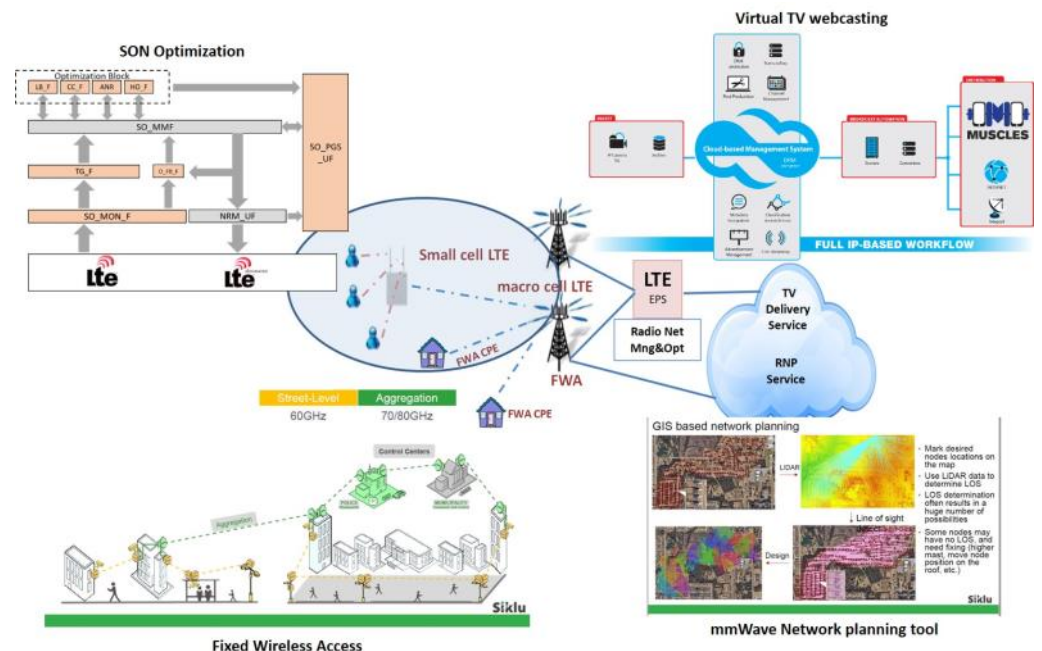 SON Optimization
Optimization Block
LB_F
CC_F
ANR
HO_F
SO_MMF
SO_PGS
_UF
TG_F
O_FB_F
SO_MON_F
NRM_UF
Lte
Lte
Virtual TV webcasting
Post Production
Cloud-based Management System
MUSCLES
Advertisement
Management
FULL IP-BASED WORKFLOW
Small cell LTE
macro cell LTE
FWA CPE
FWA
FWA CPE
LTE
EPS
Radio Net
Mng&Opt
TV
Delivery
Service
RNP
Service
Street-Level
Aggregation
60GHz
70/80GHz
Control Centers
Aggregation
Siklu
Fixed Wireless Access
GIS based network planning
LiDAR
Line of sight
Design
- Mark desired
nodes locations on
the map
- Use LiDAR data to
determine LOS
- LOS determination
often results in a
huge number of
possibilities
- Some nodes may
have no LOS, and
need fixing (higher
mast, move node
position on the
roof, etc.)
Siklu
mmWave Network planning tool